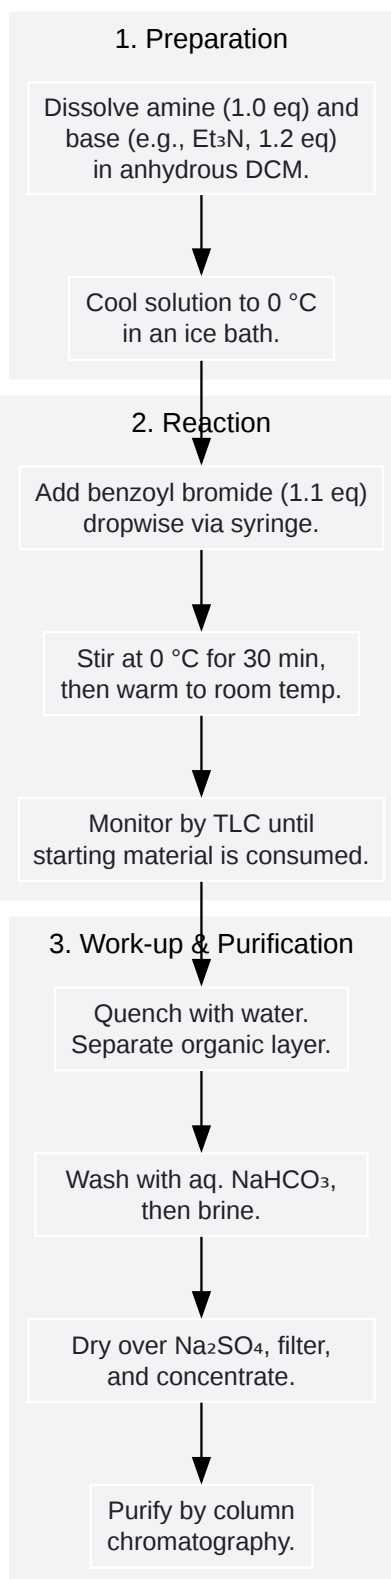 1. Preparation
Dissolve amine (1.0 eq) and
base (e.g., Et₃N, 1.2 eq)
in anhydrous DCM.
Cool solution to 0 °C
in an ice bath.
2. Reaction
Add benzoyl bromide (1.1 eq)
dropwise via syringe.
Stir at 0 °C for 30 min,
then warm to room temp.
Monitor by TLC until
starting material is consumed.
3. Work-up & Purification
Quench with water.
Separate organic layer.
Wash with aq. NaHCO₃,
then brine.
Dry over Na₂SO₄, filter,
and concentrate.
Purify by column
chromatography.